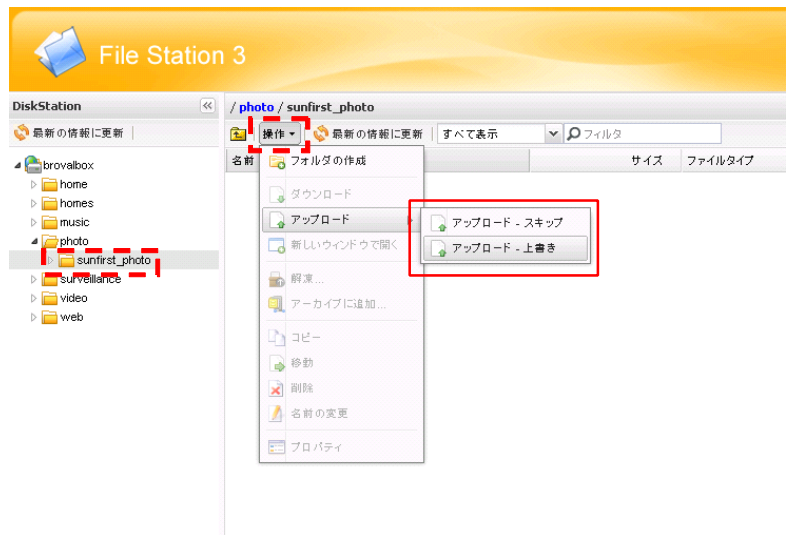 File Station 3
DiskStation
最新の情報に更新
brovalbox
home
homes
music
photo
sunfirst_photo
surveillance
video
web
/ photo / sunfirst_photo
操作 最新の情報に更新 すべて表示 フィルタ
名前 サイズ ファイルタイプ
フォルダの作成
ダウンロード
アップロード
新しいウィンドウで開く
解凍...
アーカイブに追加...
コピー
移動
削除
名前の変更
プロパティ
アップロード - スキップ
アップロード - 上書き